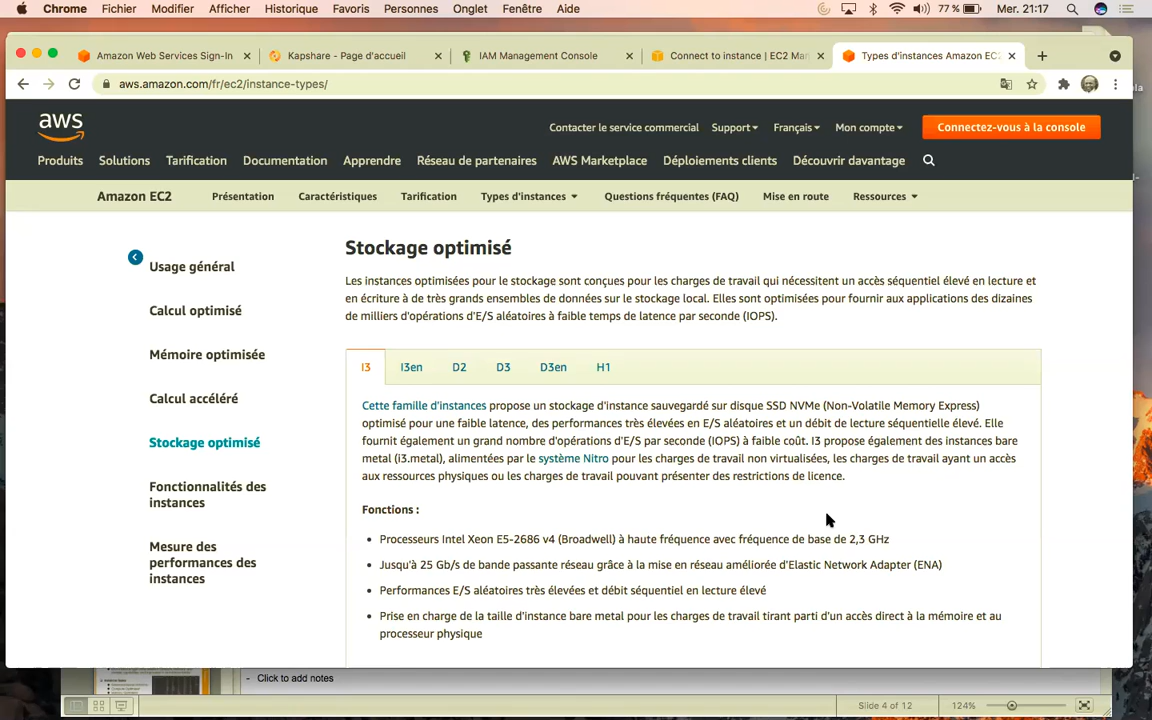 Chrome Fichier Modifier Afficher Historique Favoris Personnes Onglet Fenêtre Aide 77 % Mer. 21:17
Amazon Web Services Sign-In Kapshare - Page d'accueil IAM Management Console Connect to instance | EC2 Man Types d'instances Amazon EC2
aws.amazon.com/fr/ec2/instance-types/
aws
Contacter le service commercial Support Français Mon compte Connectez-vous à la console
Produits Solutions Tarification Documentation Apprendre Réseau de partenaires AWS Marketplace Déploiements clients Découvrir davantage
Amazon EC2 Présentation Caractéristiques Tarification Types d'instances Questions fréquentes (FAQ) Mise en route Ressources
Usage général
Calcul optimisé
Mémoire optimisée
Calcul accéléré
Stockage optimisé
Fonctionnalités des
instances
Mesure des
performances des
instances
Stockage optimisé
Les instances optimisées pour le stockage sont conçues pour les charges de travail qui nécessitent un accès séquentiel élevé en lecture et
en écriture à de très grands ensembles de données sur le stockage local. Elles sont optimisées pour fournir aux applications des dizaines
de milliers d'opérations d'E/S aléatoires à faible temps de latence par seconde (IOPS).
I3 I3en D2 D3 D3en H1
Cette famille d'instances propose un stockage d'instance sauvegardé sur disque SSD NVMe (Non-Volatile Memory Express)
optimisé pour une faible latence, des performances très élevées en E/S aléatoires et un débit de lecture séquentielle élevé. Elle
fournit également un grand nombre d'opérations d'E/S par seconde (IOPS) à faible coût. I3 propose également des instances bare
metal (i3.metal), alimentées par le système Nitro pour les charges de travail non virtualisées, les charges de travail ayant un accès
aux ressources physiques ou les charges de travail pouvant présenter des restrictions de licence.
Fonctions :
• Processeurs Intel Xeon E5-2686 v4 (Broadwell) à haute fréquence avec fréquence de base de 2,3 GHz
• Jusqu'à 25 Gb/s de bande passante réseau grâce à la mise en réseau améliorée d'Elastic Network Adapter (ENA)
• Performances E/S aléatoires très élevées et débit séquentiel en lecture élevé
• Prise en charge de la taille d'instance bare metal pour les charges de travail tirant parti d'un accès direct à la mémoire et au
processeur physique
- Click to add notes
Slide 4 of 12 124%